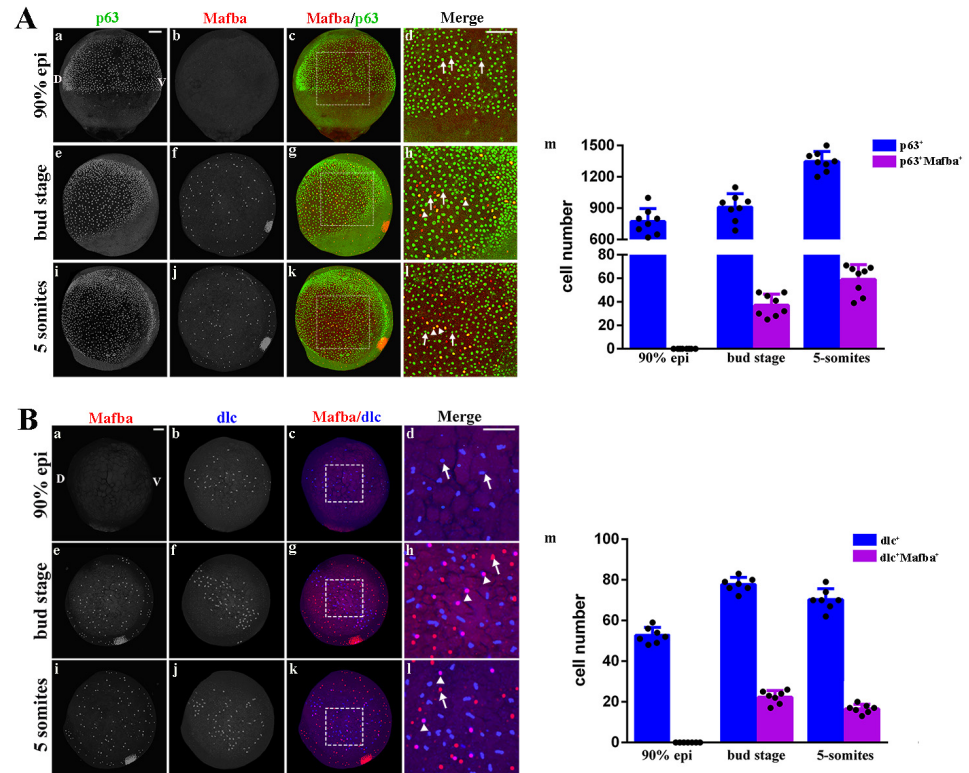 A
p63 Mafba Mafba/p63 Merge
90% epi
a b c d
D V
bud stage
e f g h
5 somites
i j k l
m
cell number
1500
1200
900
600
80
60
40
20
0
90% epi bud stage 5-somites
p63⁺
p63⁺Mafba⁺
B
Mafba dlc Mafba/dlc Merge
90% epi
a b c d
D V
bud stage
e f g h
5 somites
i j k l
m
cell number
100
80
60
40
20
0
90% epi bud stage 5-somites
dlc⁺
dlc⁺Mafba⁺